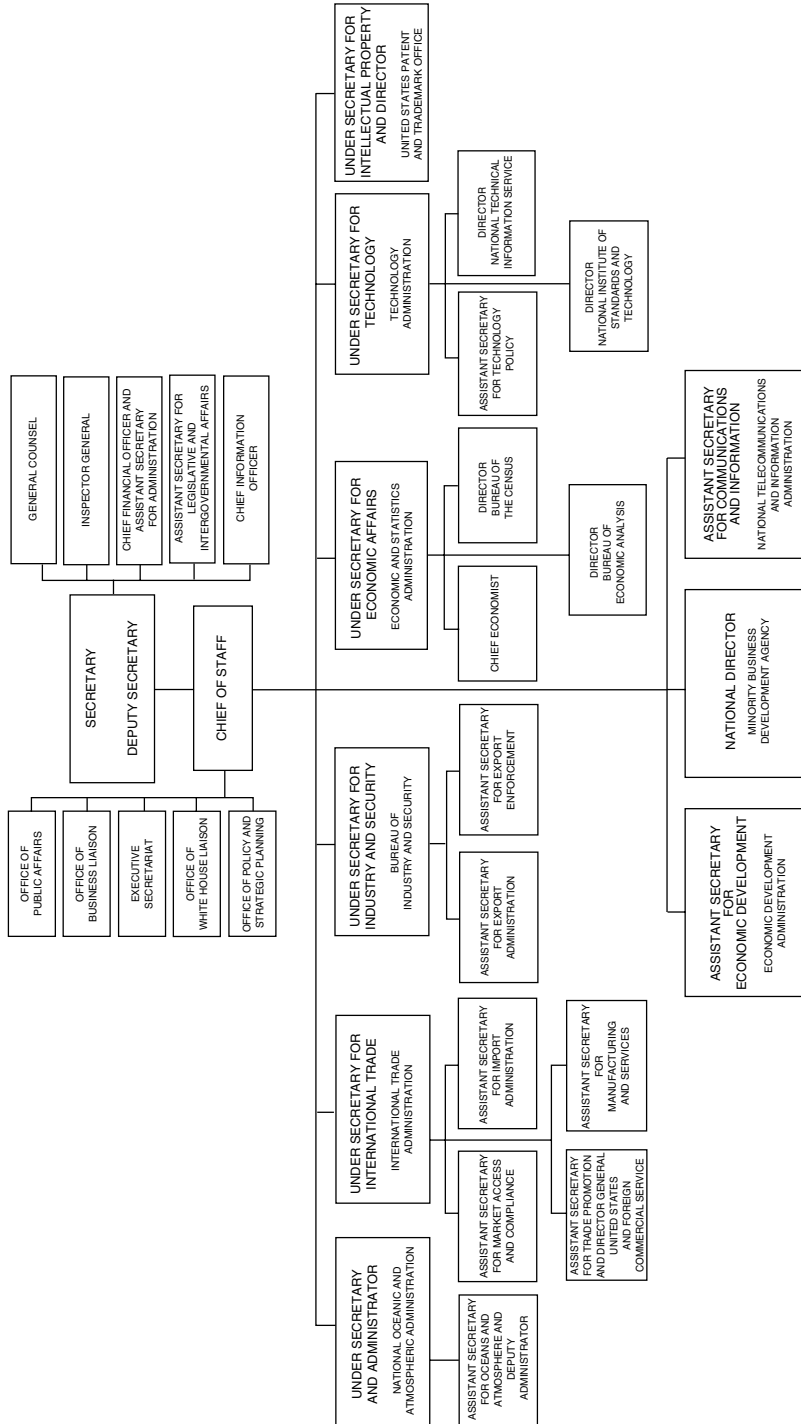 SECRETARY
DEPUTY SECRETARY
CHIEF OF STAFF
GENERAL COUNSEL
INSPECTOR GENERAL
CHIEF FINANCIAL OFFICER AND
ASSISTANT SECRETARY
FOR ADMINISTRATION
ASSISTANT SECRETARY FOR
LEGISLATIVE AND
INTERGOVERNMENTAL AFFAIRS
CHIEF INFORMATION
OFFICER
OFFICE OF
PUBLIC AFFAIRS
OFFICE OF
BUSINESS LIAISON
EXECUTIVE
SECRETARIAT
OFFICE OF
WHITE HOUSE LIAISON
OFFICE OF POLICY AND
STRATEGIC PLANNING
UNDER SECRETARY
AND ADMINISTRATOR
NATIONAL OCEANIC AND
ATMOSPHERIC ADMINISTRATION
ASSISTANT SECRETARY
FOR OCEANS AND
ATMOSPHERE AND
DEPUTY
ADMINISTRATOR
UNDER SECRETARY FOR
INTERNATIONAL TRADE
INTERNATIONAL TRADE
ADMINISTRATION
ASSISTANT SECRETARY
FOR MARKET ACCESS
AND COMPLIANCE
ASSISTANT SECRETARY
FOR IMPORT
ADMINISTRATION
ASSISTANT SECRETARY
FOR TRADE PROMOTION
AND DIRECTOR GENERAL
UNITED STATES
AND FOREIGN
COMMERCIAL SERVICE
ASSISTANT SECRETARY
FOR
MANUFACTURING
AND SERVICES
UNDER SECRETARY FOR
INDUSTRY AND SECURITY
BUREAU OF
INDUSTRY AND SECURITY
ASSISTANT SECRETARY
FOR EXPORT
ADMINISTRATION
ASSISTANT SECRETARY
FOR EXPORT
ENFORCEMENT
UNDER SECRETARY FOR
ECONOMIC AFFAIRS
ECONOMIC AND STATISTICS
ADMINISTRATION
CHIEF ECONOMIST
DIRECTOR
BUREAU OF
THE CENSUS
DIRECTOR
BUREAU OF
ECONOMIC ANALYSIS
UNDER SECRETARY FOR
TECHNOLOGY
TECHNOLOGY
ADMINISTRATION
ASSISTANT SECRETARY
FOR TECHNOLOGY
POLICY
DIRECTOR
NATIONAL TECHNICAL
INFORMATION SERVICE
DIRECTOR
NATIONAL INSTITUTE OF
STANDARDS AND
TECHNOLOGY
UNDER SECRETARY FOR
INTELLECTUAL PROPERTY
AND DIRECTOR
UNITED STATES PATENT
AND TRADEMARK OFFICE
ASSISTANT SECRETARY
FOR
ECONOMIC DEVELOPMENT
ECONOMIC DEVELOPMENT
ADMINISTRATION
NATIONAL DIRECTOR
MINORITY BUSINESS
DEVELOPMENT AGENCY
ASSISTANT SECRETARY
FOR COMMUNICATIONS
AND INFORMATION
NATIONAL TELECOMMUNICATIONS
AND INFORMATION
ADMINISTRATION